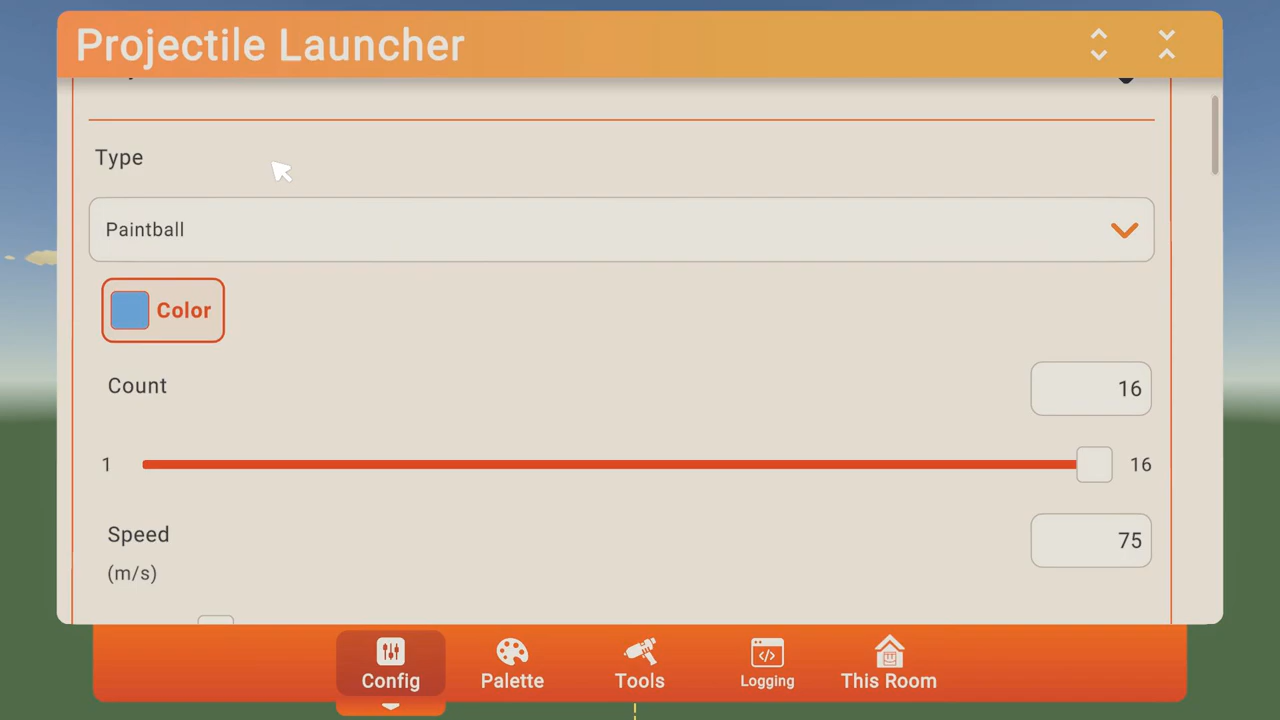 Projectile Launcher
Type
Paintball
Color
Count
16
1
16
Speed
75
(m/s)
Config
Palette
Tools
Logging
This Room